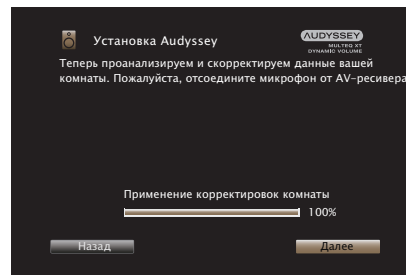 Установка Audyssey
AUDYSSEY
MULTEQ XT
DYNAMIC VOLUME
Теперь проанализируем и скорректируем данные вашей
комнаты. Пожалуйста, отсоедините микрофон от AV-ресивера
Применение корректировок комнаты
100%
Назад
Далее